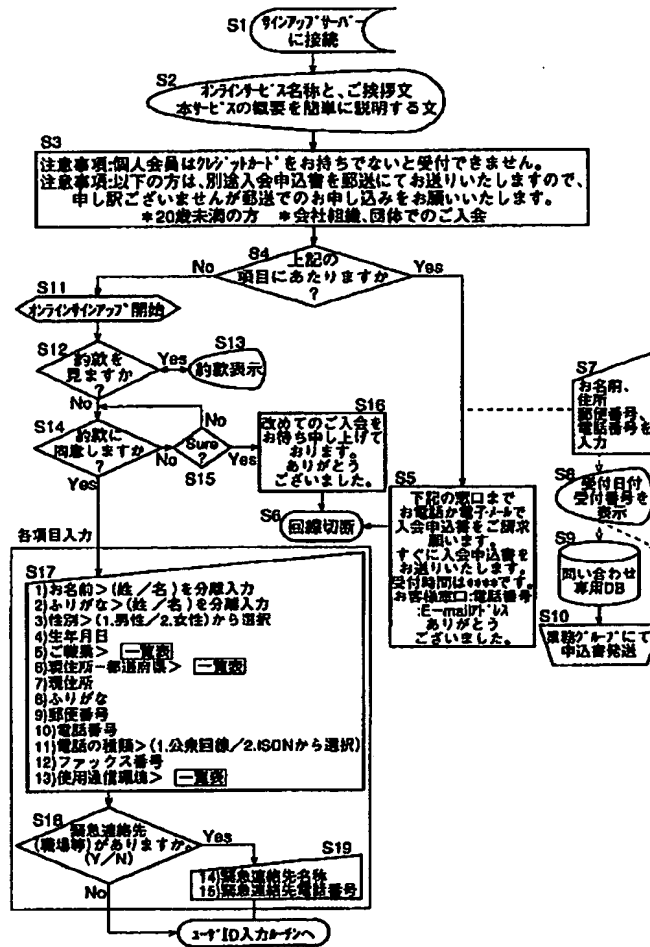 S1
サインアップサーバー
に接続
S2
オンラインサービス名称と、ご挨拶文
本サービスの概要を簡単に説明する文
S3
注意事項:個人会員はクレジットカードをお持ちでないと受付できません。
注意事項:以下の方は、別途入会申込書を郵送にてお送りいたしますので、
申し訳ございませんが郵送でのお申し込みをお願いいたします。
*20歳未満の方 *会社組織、団体でのご入会
S4
上記の
項目にあたりますか
?
No
Yes
S11
オンラインサインアップ開始
S12
約款を
見ますか
?
Yes
S13
約款表示
No
S14
約款に
同意しますか
?
No
Sure
?
S15
No
Yes
S16
改めてのご入会を
お待ち申し上げて
おります。
ありがとう
ございました。
Yes
S6
回線切断
S5
下記の窓口まで
お電話か電子メールで
入会申込書をご請求
願います。
すぐに入会申込書を
お送りいたします。
受付時間は****です。
お客様窓口:電話番号
:E-mailアドレス
ありがとう
ございました。
S7
お名前、
住所
郵便番号、
電話番号を
入力
S8
受付日付
受付番号を
表示
S9
問い合わせ
専用DB
S10
業務グループにて
申込書発送
各項目入力
S17
1)お名前>(姓/名)を分離入力
2)ふりがな>(姓/名)を分離入力
3)性別>(1.男性/2.女性)から選択
4)生年月日
5)ご職業> 一覧表
6)現住所-都道府県> 一覧表
7)現住所
8)ふりがな
9)郵便番号
10)電話番号
11)電話の種類>(1.公衆回線/2.ISDNから選択)
12)ファックス番号
13)使用通信環境> 一覧表
S18
緊急連絡先
(職場等)がありますか。
(Y/N)
Yes
S19
14)緊急連絡先名称
15)緊急連絡先電話番号
No
ユーザID入力ルーチンへ